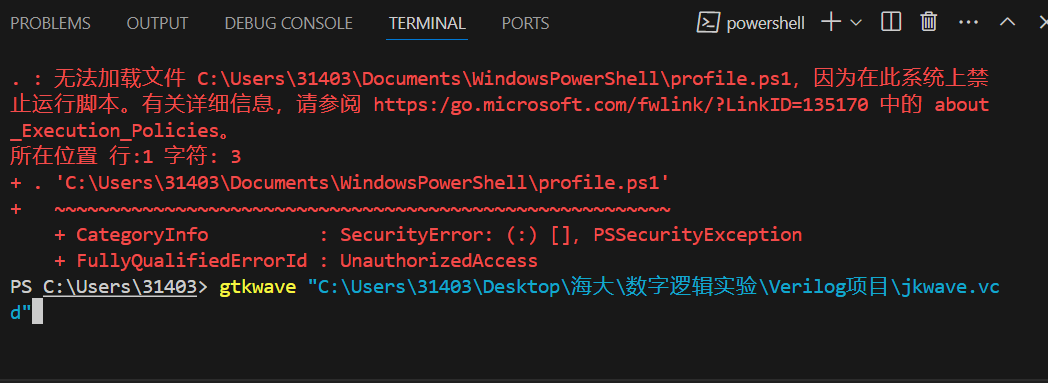 PROBLEMS OUTPUT DEBUG CONSOLE TERMINAL PORTS powershell
. : 无法加载文件 C:\Users\31403\Documents\WindowsPowerShell\profile.ps1，因为在此系统上禁
止运行脚本。有关详细信息，请参阅 https:/go.microsoft.com/fwlink/?LinkID=135170 中的 about
_Execution_Policies。
所在位置 行:1 字符: 3
+ . 'C:\Users\31403\Documents\WindowsPowerShell\profile.ps1'
+   ~~~~~~~~~~~~~~~~~~~~~~~~~~~~~~~~~~~~~~~~~~~~~~~~~~~~~~~~
    + CategoryInfo          : SecurityError: (:) [], PSSecurityException
    + FullyQualifiedErrorId : UnauthorizedAccess
PS C:\Users\31403> gtkwave "C:\Users\31403\Desktop\海大\数字逻辑实验\Verilog项目\jkwave.vc
d"